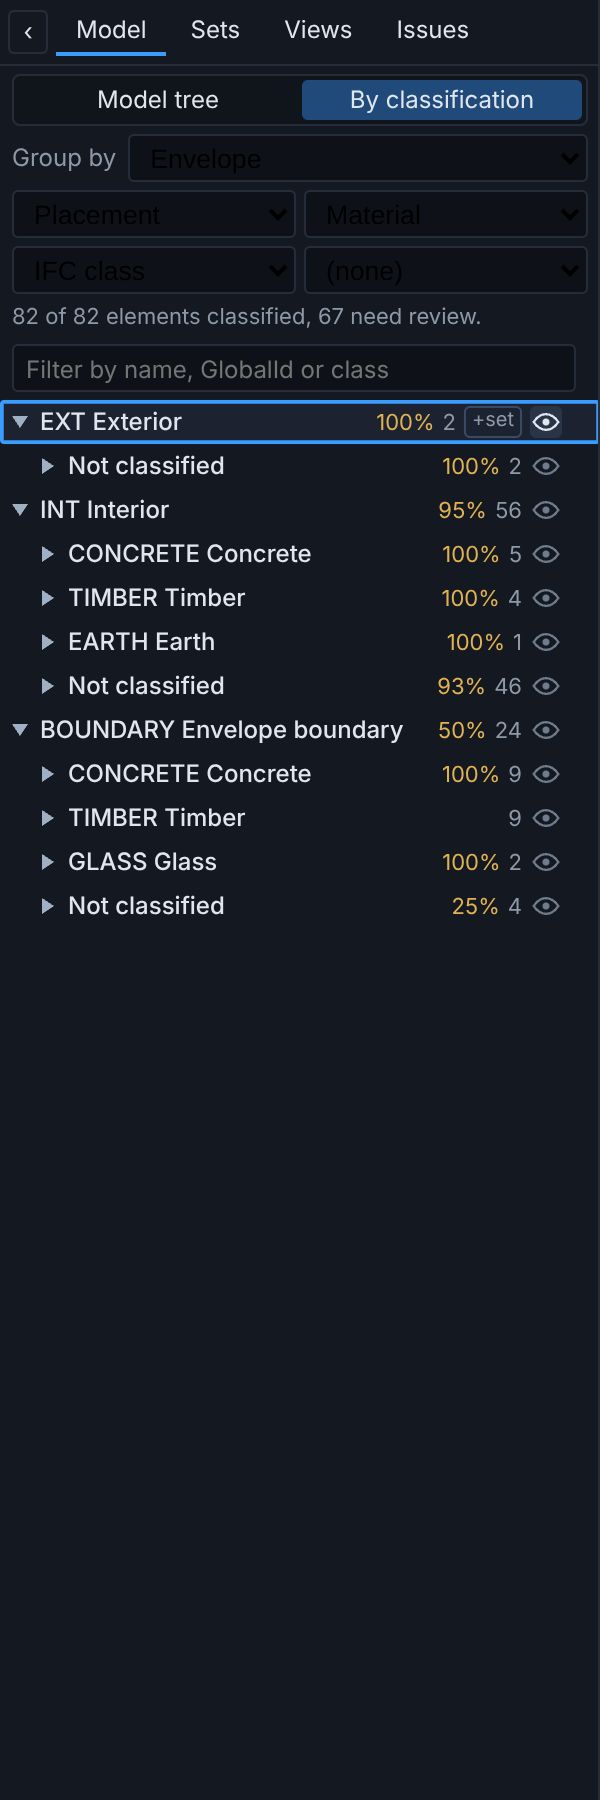 ‹ Model Sets Views Issues
Model tree By classification
Group by Envelope
Placement Material
IFC class (none)
82 of 82 elements classified, 67 need review.
Filter by name, GlobalId or class
EXT Exterior 100% 2 +set
Not classified 100% 2
INT Interior 95% 56
CONCRETE Concrete 100% 5
TIMBER Timber 100% 4
EARTH Earth 100% 1
Not classified 93% 46
BOUNDARY Envelope boundary 50% 24
CONCRETE Concrete 100% 9
TIMBER Timber 9
GLASS Glass 100% 2
Not classified 25% 4